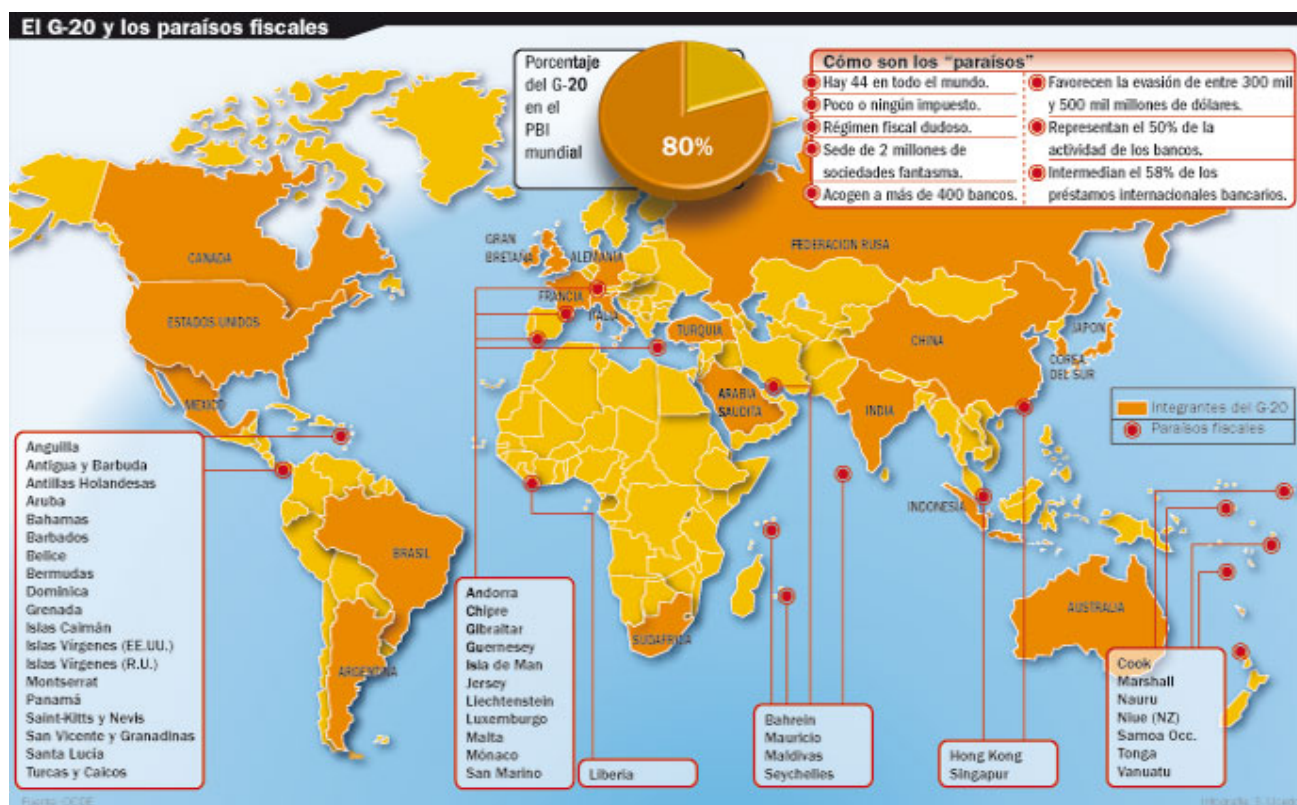 El G-20 y los paraísos fiscales
Porcentaje
del G-20
en el
PBI
mundial
80%
Cómo son los "paraísos"
Hay 44 en todo el mundo.
Poco o ningún impuesto.
Régimen fiscal dudoso.
Sede de 2 millones de
sociedades fantasma.
Acogen a más de 400 bancos.
Favorecen la evasión de entre 300 mil
y 500 mil millones de dólares.
Representan el 50% de la
actividad de los bancos.
Intermedian el 58% de los
préstamos internacionales bancarios.
CANADA
ESTADOS UNIDOS
MEXICO
BRASIL
ARGENTINA
GRAN
BRETAÑA
ALEMANIA
FRANCIA
ITALIA
TURQUIA
FEDERACION RUSA
ARABIA
SAUDITA
SUDAFRICA
INDIA
CHINA
JAPON
COREA
DEL SUR
INDONESIA
AUSTRALIA
Integrantes del G-20
Paraísos fiscales
Anguilla
Antigua y Barbuda
Antillas Holandesas
Aruba
Bahamas
Barbados
Belice
Bermudas
Dominica
Grenada
Islas Caimán
Islas Vírgenes (EE.UU.)
Islas Vírgenes (R.U.)
Montserrat
Panamá
Saint-Kitts y Nevis
San Vicente y Granadinas
Santa Lucía
Turcas y Caicos
Andorra
Chipre
Gibraltar
Guernesey
Isla de Man
Jersey
Liechtenstein
Luxemburgo
Malta
Mónaco
San Marino
Liberia
Bahrein
Mauricio
Maldivas
Seychelles
Hong Kong
Singapur
Cook
Marshall
Nauru
Niue (NZ)
Samoa Occ.
Tonga
Vanuatu
Fuente: OCDE